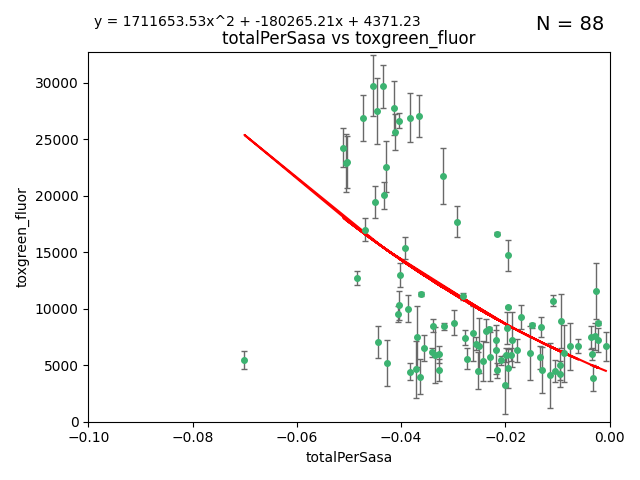 y = 1711653.53x^2 + -180265.21x + 4371.23
N = 88
totalPerSasa vs toxgreen_fluor
30000
25000
20000
15000
10000
5000
0
toxgreen_fluor
−0.10 −0.08 −0.06 −0.04 −0.02 0.00
totalPerSasa